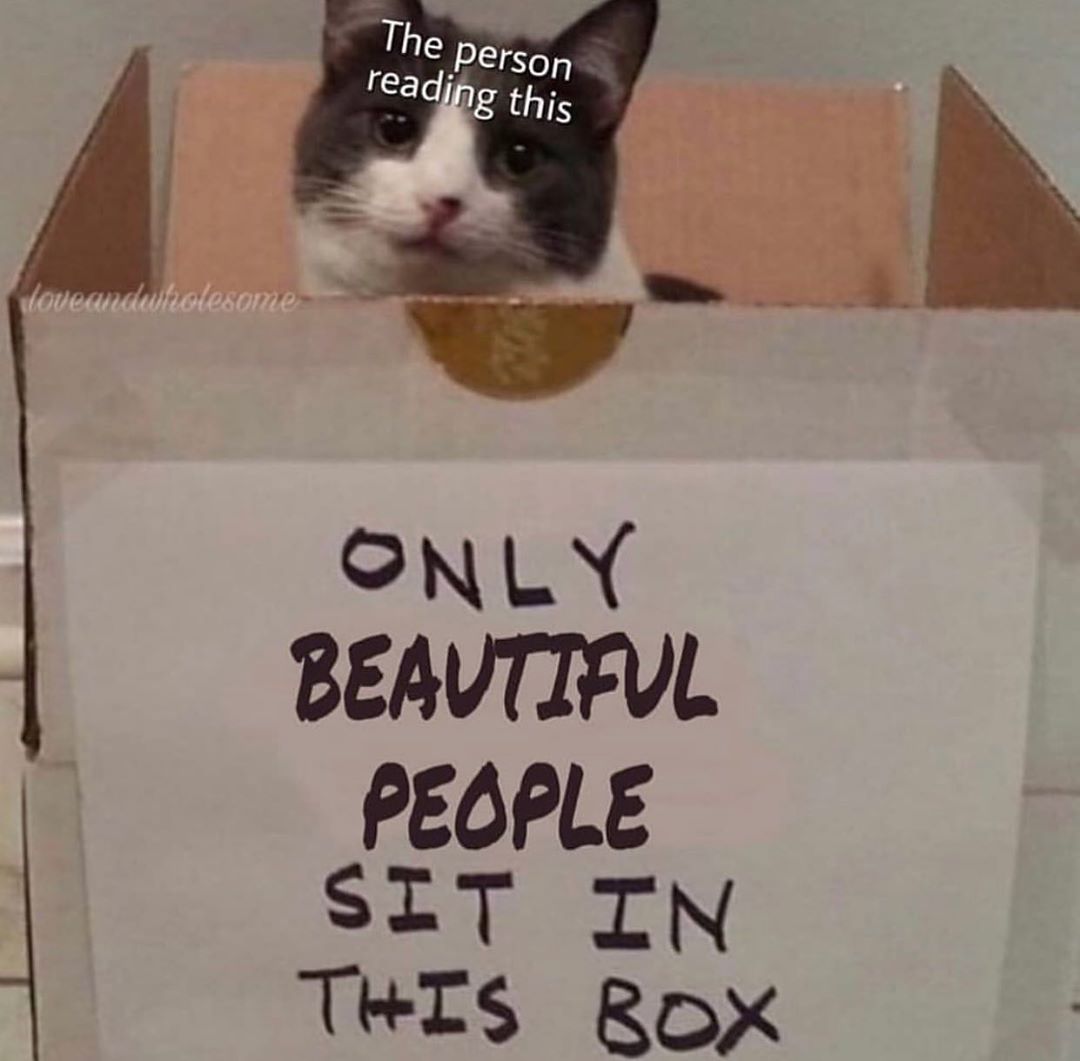 The person
reading this
loveandwholesome
ONLY
BEAUTIFUL
PEOPLE
SIT IN
THIS BOX